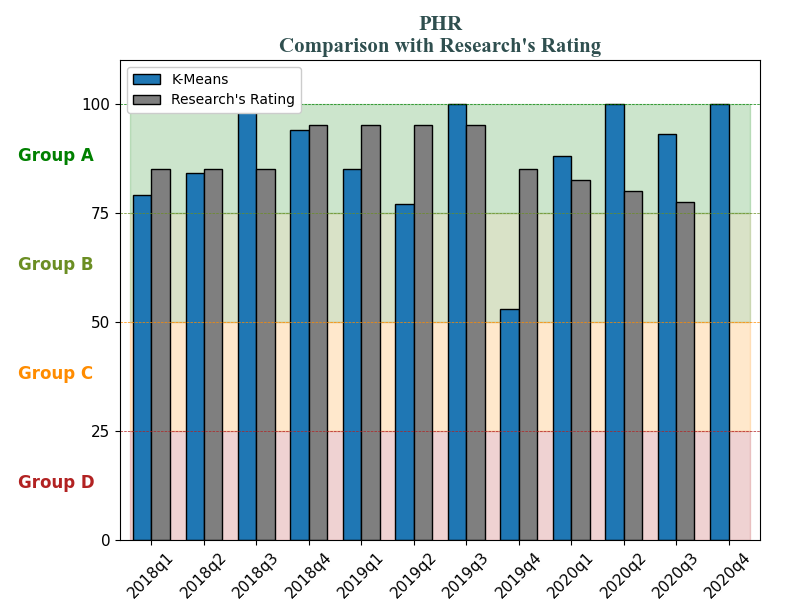 PHR
Comparison with Research's Rating
K-Means
Research's Rating
100
Group A
75
Group B
50
Group C
25
Group D
0
2018q1
2018q2
2018q3
2018q4
2019q1
2019q2
2019q3
2019q4
2020q1
2020q2
2020q3
2020q4